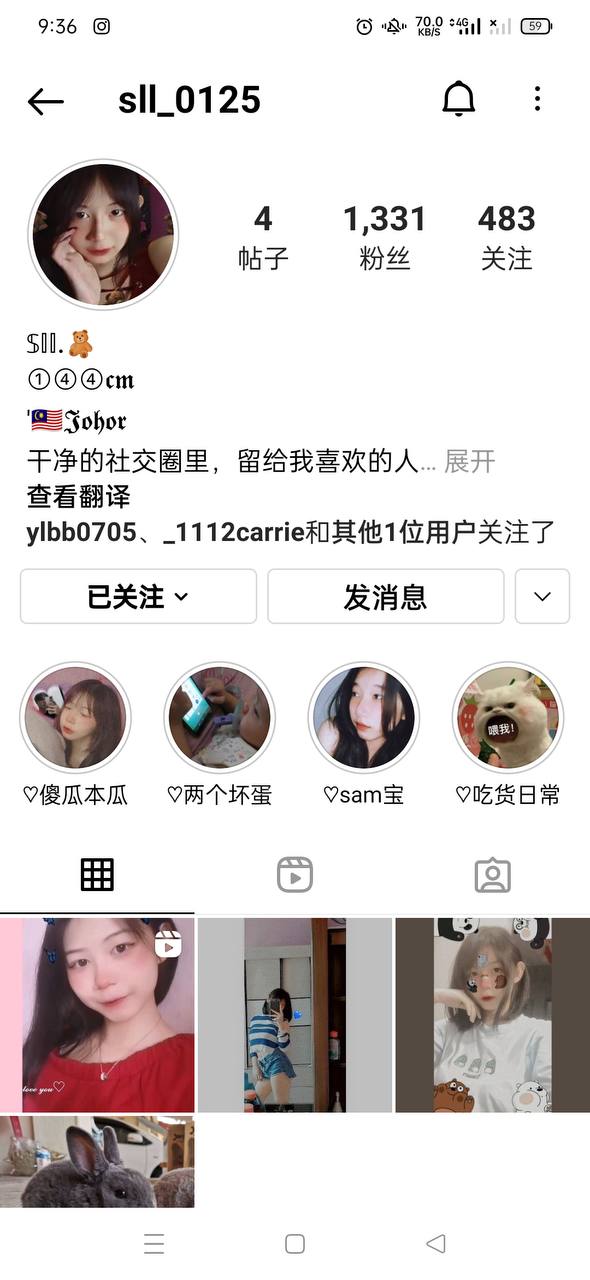 9:36 70.0 KB/S 4G 59
sll_0125
4 1,331 483
帖子 粉丝 关注
𝕊𝕝𝕝.🧸
①④④𝖈𝖒
'🇲🇾𝕵𝖔𝖍𝖔𝖗
干净的社交圈里，留给我喜欢的人... 展开
查看翻译
ylbb0705、_1112carrie和其他1位用户关注了
已关注 发消息
喂我!
♡傻瓜本瓜 ♡两个坏蛋 ♡sam宝 ♡吃货日常
love you♡